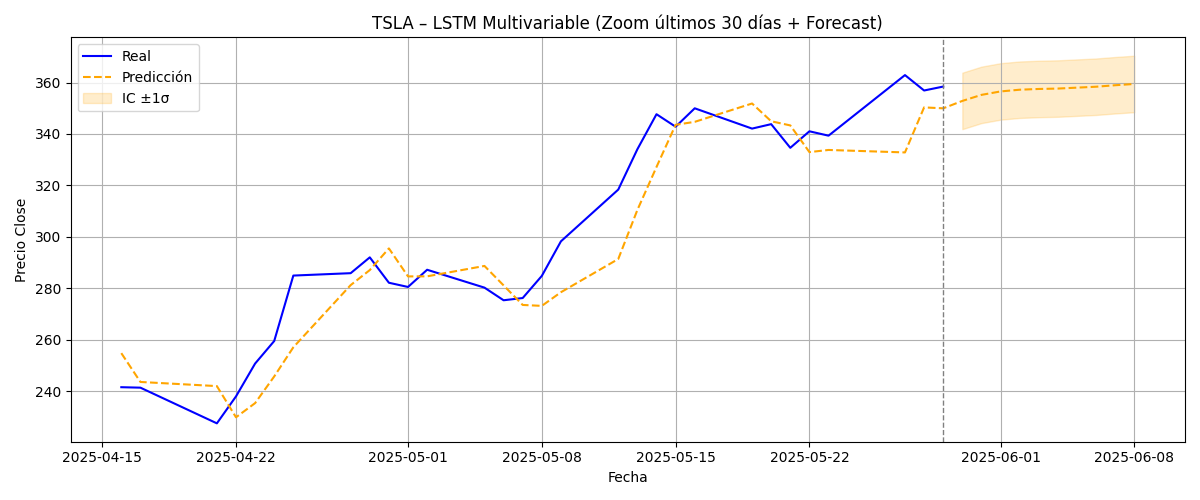 TSLA – LSTM Multivariable (Zoom últimos 30 días + Forecast)
Real
Predicción
IC ±1σ
Precio Close
360
340
320
300
280
260
240
2025-04-15
2025-04-22
2025-05-01
2025-05-08
2025-05-15
2025-05-22
2025-06-01
2025-06-08
Fecha